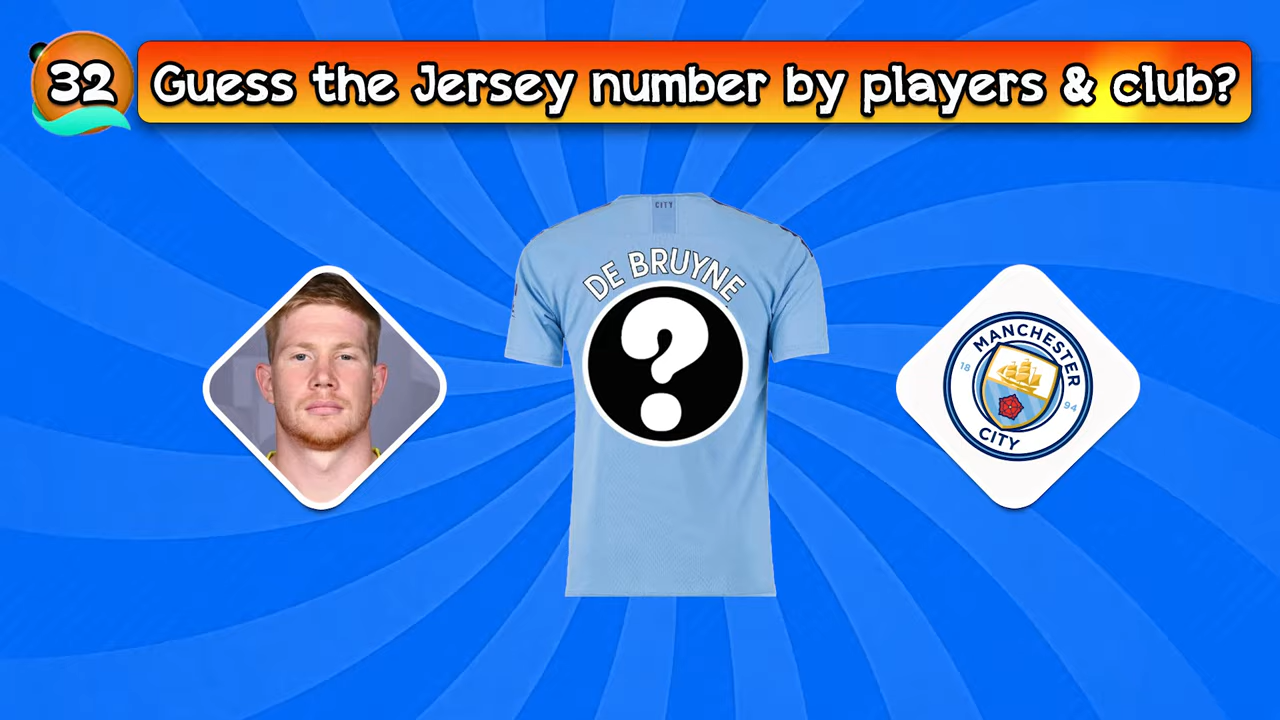 32
Guess the Jersey number by players & club?
CITY
DE BRUYNE
?
MANCHESTER
18 94
CITY